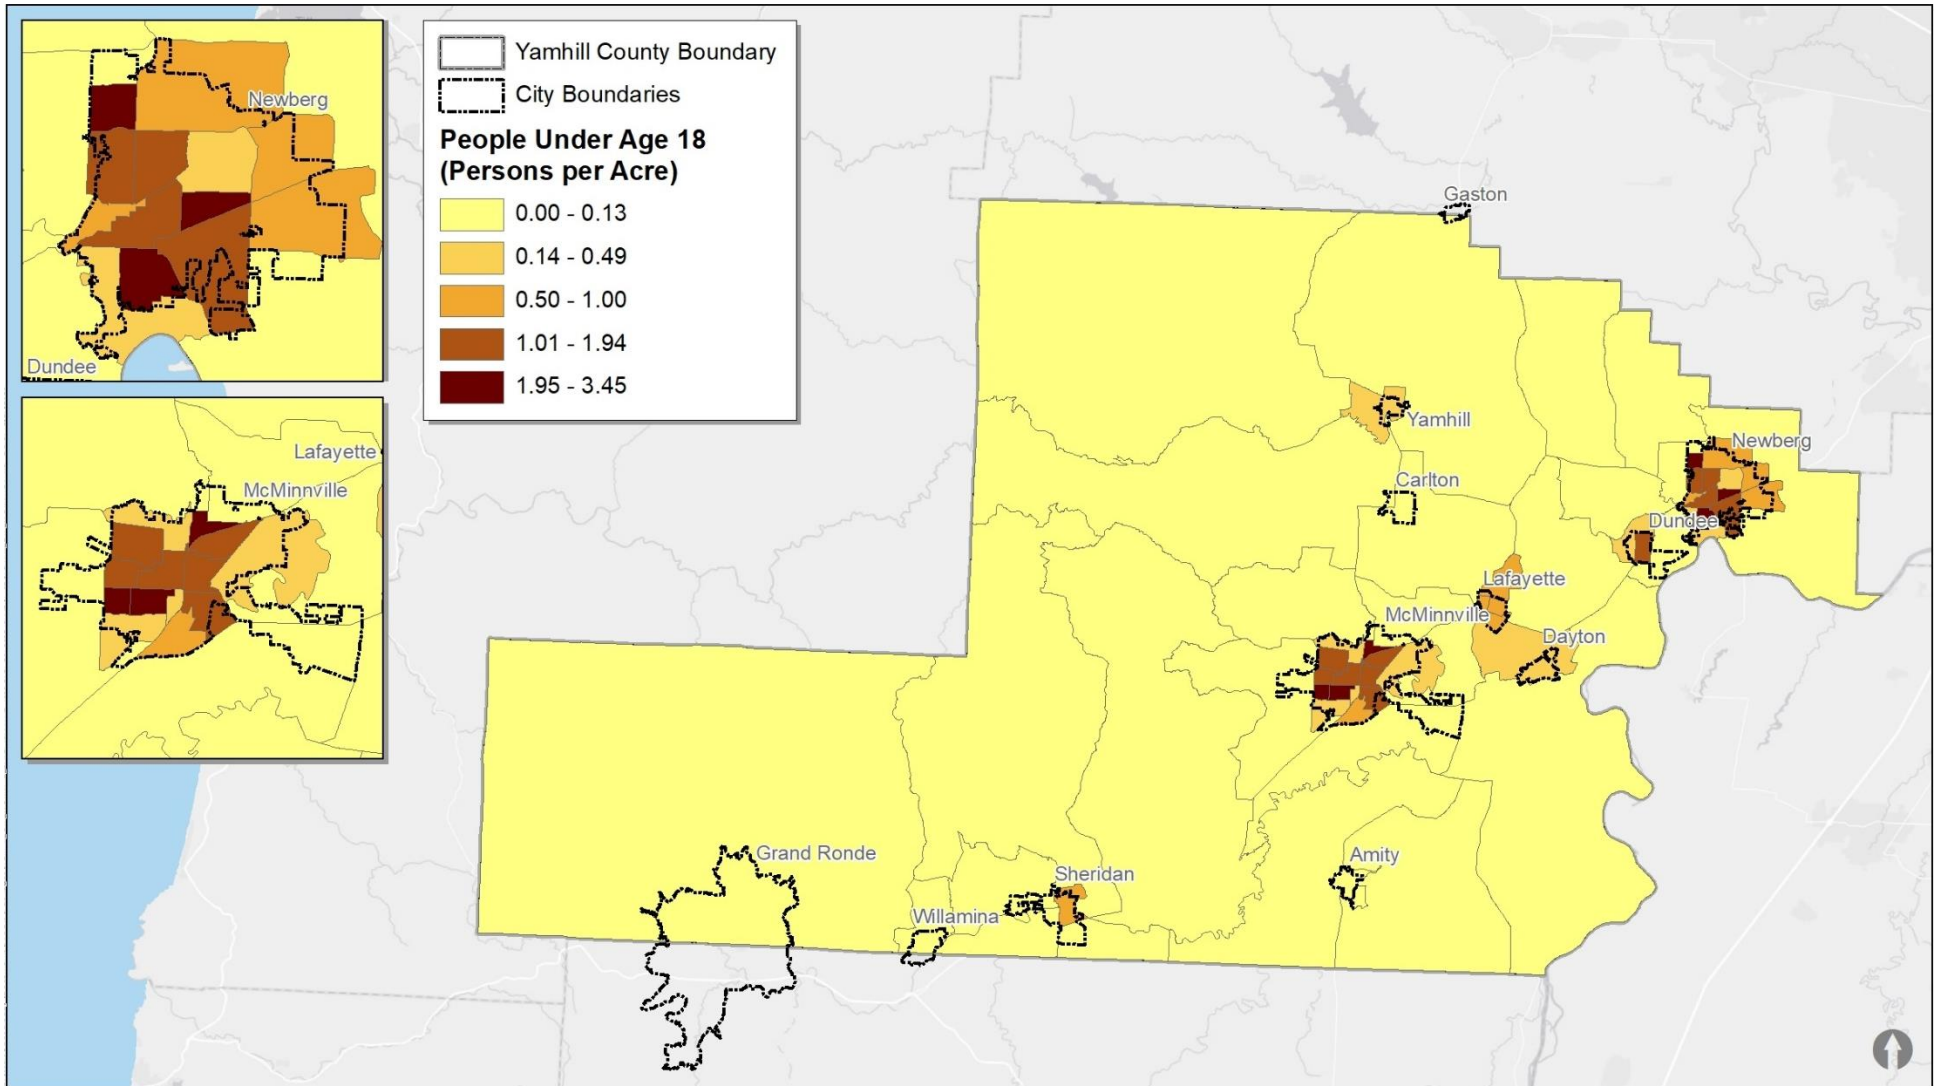 Newberg
Dundee
Lafayette
McMinnville
Yamhill County Boundary
City Boundaries
People Under Age 18
(Persons per Acre)
0.00 - 0.13
0.14 - 0.49
0.50 - 1.00
1.01 - 1.94
1.95 - 3.45
Gaston
Yamhill
Newberg
Carlton
Dundee
Lafayette
McMinnville
Dayton
Grand Ronde
Amity
Sheridan
Willamina